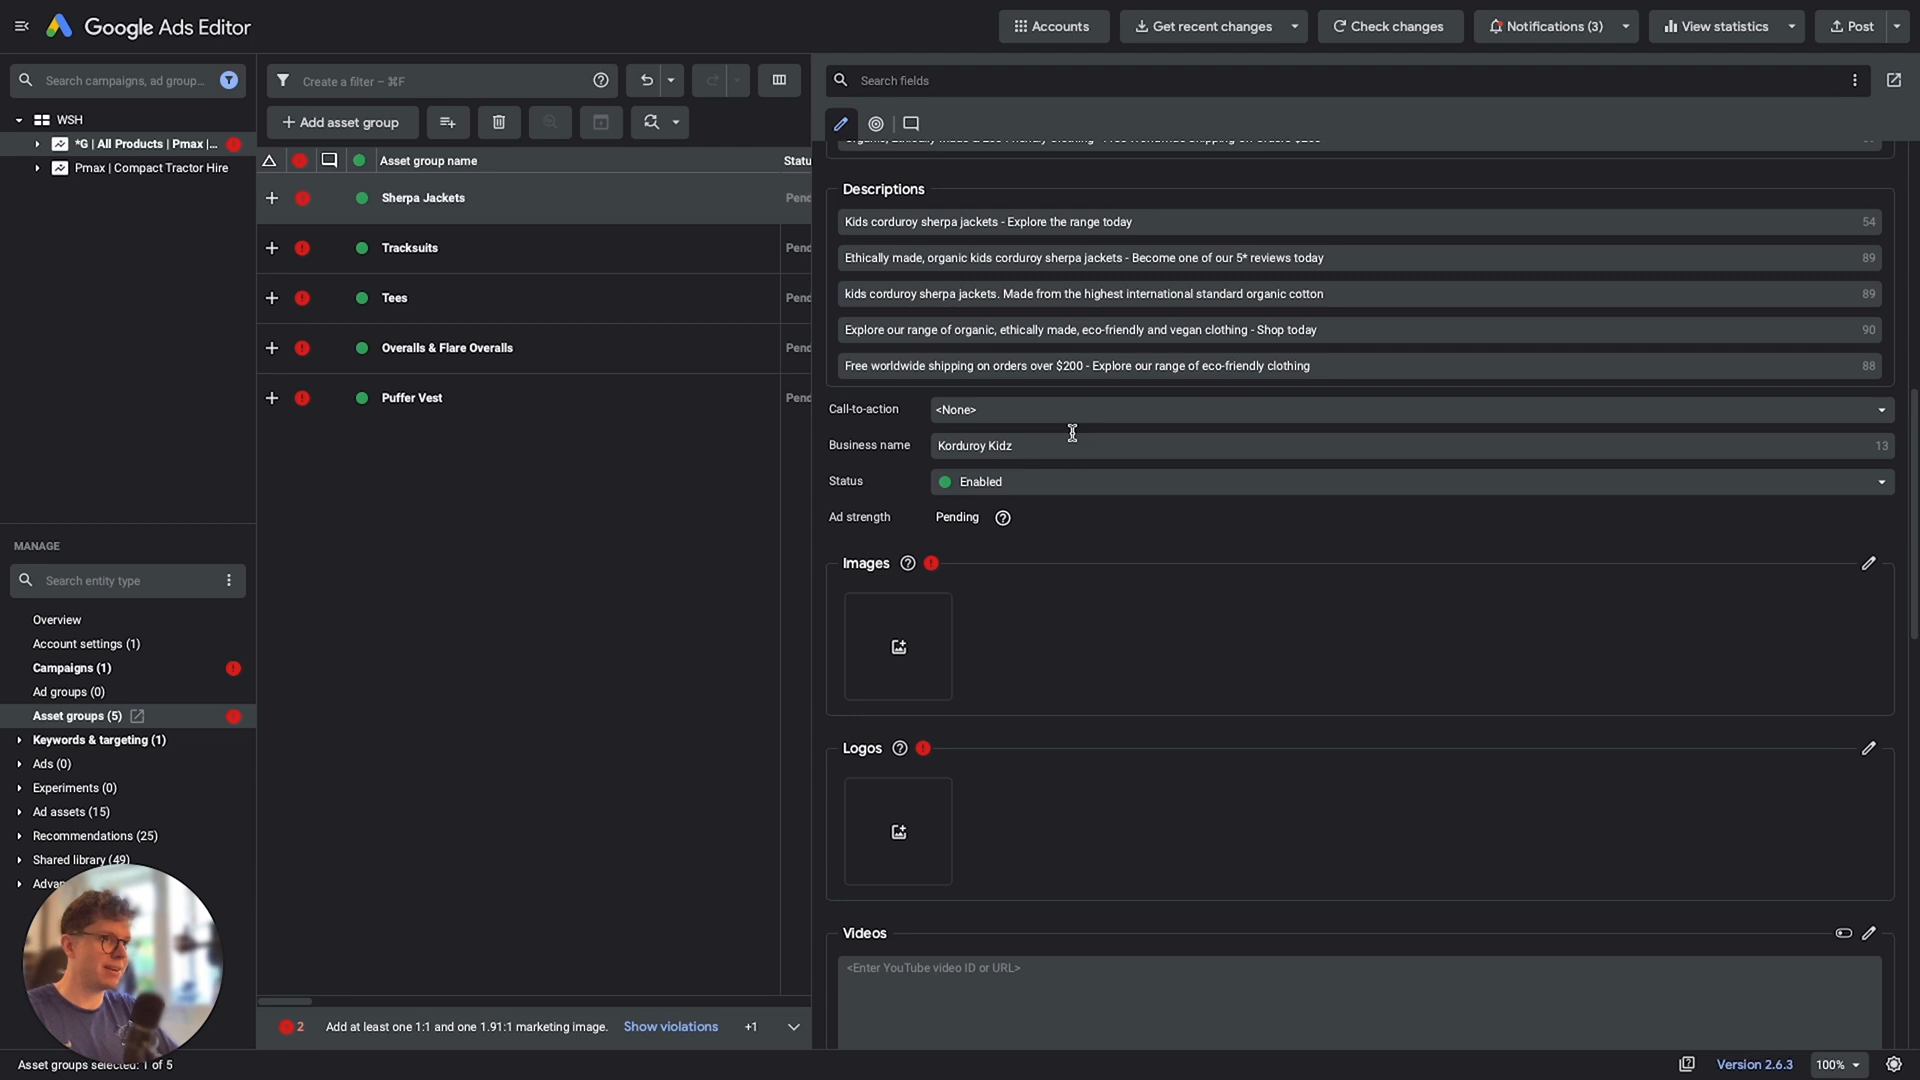 Google Ads Editor
Accounts
Get recent changes
Check changes
Notifications (3)
View statistics
Post
Search campaigns, ad group...
WSH
*G | All Products | Pmax |...
Pmax | Compact Tractor Hire
MANAGE
Search entity type
Overview
Account settings (1)
Campaigns (1)
Ad groups (0)
Asset groups (5)
Keywords & targeting (1)
Ads (0)
Experiments (0)
Ad assets (15)
Recommendations (25)
Shared library (49)
Advan
Asset groups selected: 1 of 5
Create a filter – ⌘F
+ Add asset group
Asset group name
Statu
Sherpa Jackets
Pend
Tracksuits
Pend
Tees
Pend
Overalls & Flare Overalls
Pend
Puffer Vest
Pend
2 Add at least one 1:1 and one 1.91:1 marketing image. Show violations +1
Search fields
Descriptions
Kids corduroy sherpa jackets - Explore the range today 54
Ethically made, organic kids corduroy sherpa jackets - Become one of our 5* reviews today 89
kids corduroy sherpa jackets. Made from the highest international standard organic cotton 89
Explore our range of organic, ethically made, eco-friendly and vegan clothing - Shop today 90
Free worldwide shipping on orders over $200 - Explore our range of eco-friendly clothing 88
Call-to-action <None>
Business name Korduroy Kidz 13
Status Enabled
Ad strength Pending
Images
Logos
Videos
<Enter YouTube video ID or URL>
Version 2.6.3
100%